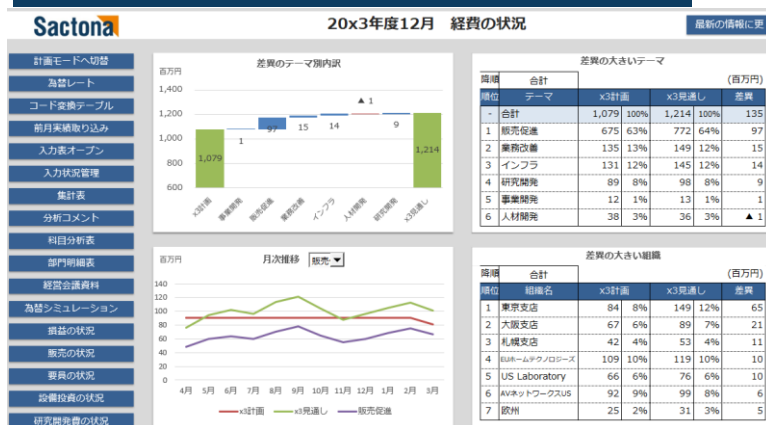 Sactona
20x3年度12月 経費の状況
最新の情報に更
計画モードへ切替
為替レート
コード変換テーブル
前月実績取り込み
入力表オープン
入力状況管理
集計表
分析コメント
科目分析表
部門明細表
経営会議資料
為替シミュレーション
損益の状況
販売の状況
要員の状況
設備投資の状況
研究開発費の状況
差異のテーマ別内訳
百万円
1,400
1,200
1,000
800
600
1,079
1
97
15
14
▲ 1
9
1,214
x3計画
事業開発
販売促進
業務改善
インフラ
人材開発
研究開発
x3見通し
差異の大きいテーマ
降順 合計 (百万円)
順位 テーマ x3計画 x3見通し 差異
- 合計 1,079 100% 1,214 100% 135
1 販売促進 675 63% 772 64% 97
2 業務改善 135 13% 149 12% 15
3 インフラ 131 12% 145 12% 14
4 研究開発 89 8% 98 8% 9
5 事業開発 12 1% 13 1% 1
6 人材開発 38 3% 36 3% ▲ 1
百万円
月次推移 販売
140
120
100
80
60
40
20
0
4月 5月 6月 7月 8月 9月 10月 11月 12月 1月 2月 3月
x3計画 x3見通し 販売促進
差異の大きい組織
降順 合計 (百万円)
順位 組織名 x3計画 x3見通し 差異
1 東京支店 84 8% 149 12% 65
2 大阪支店 67 6% 89 7% 21
3 札幌支店 42 4% 53 4% 11
4 EUホームテクノロジーズ 109 10% 119 10% 10
5 US Laboratory 66 6% 76 6% 10
6 AVネットワークスUS 92 9% 99 8% 6
7 欧州 25 2% 31 3% 5